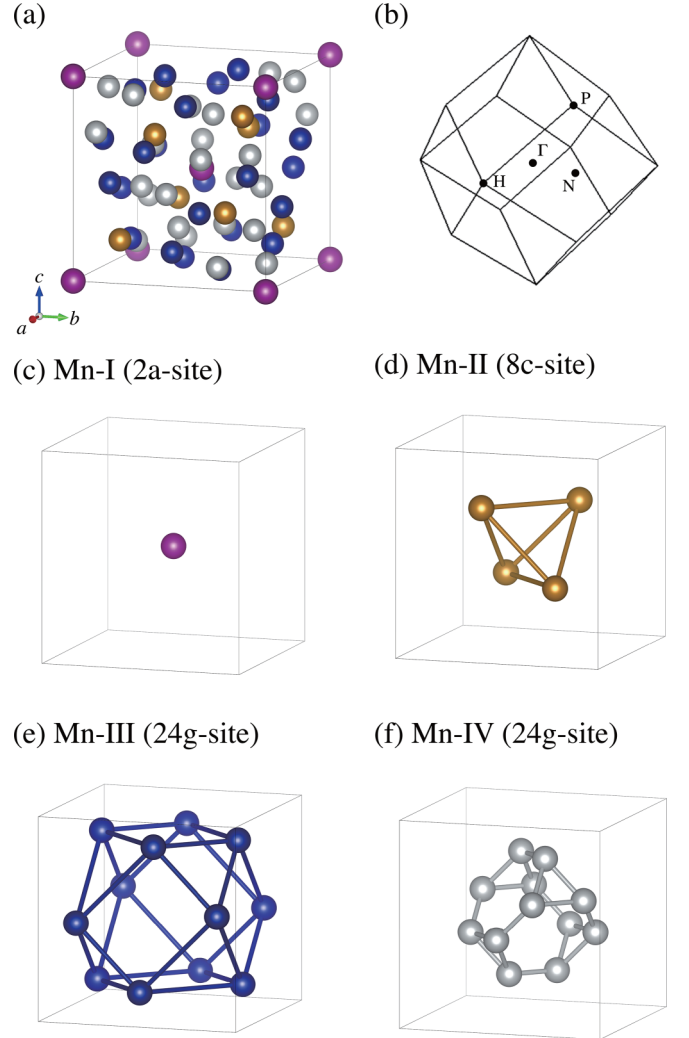 (a)
(b)
P
Γ
H
N
c
a
b
(c) Mn-I (2a-site)
(d) Mn-II (8c-site)
(e) Mn-III (24g-site)
(f) Mn-IV (24g-site)